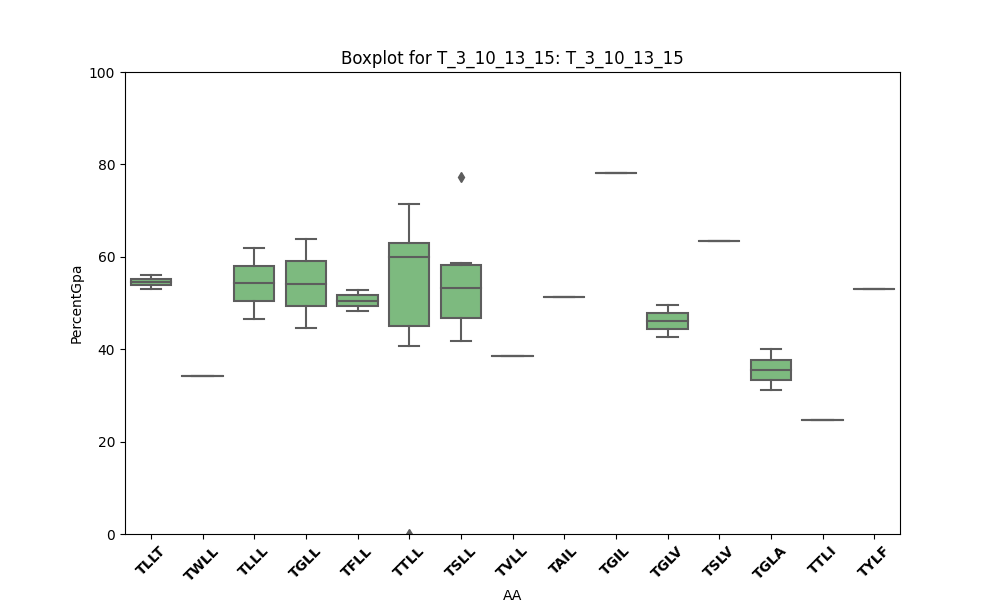 Boxplot for T_3_10_13_15: T_3_10_13_15
100
80
60
40
20
0
PercentGpa
TLLT TWLL TLLL TGLL TFLL TTLL TSLL TVLL TAIL TGIL TGLV TSLV TGLA TTLI TYLF
AA